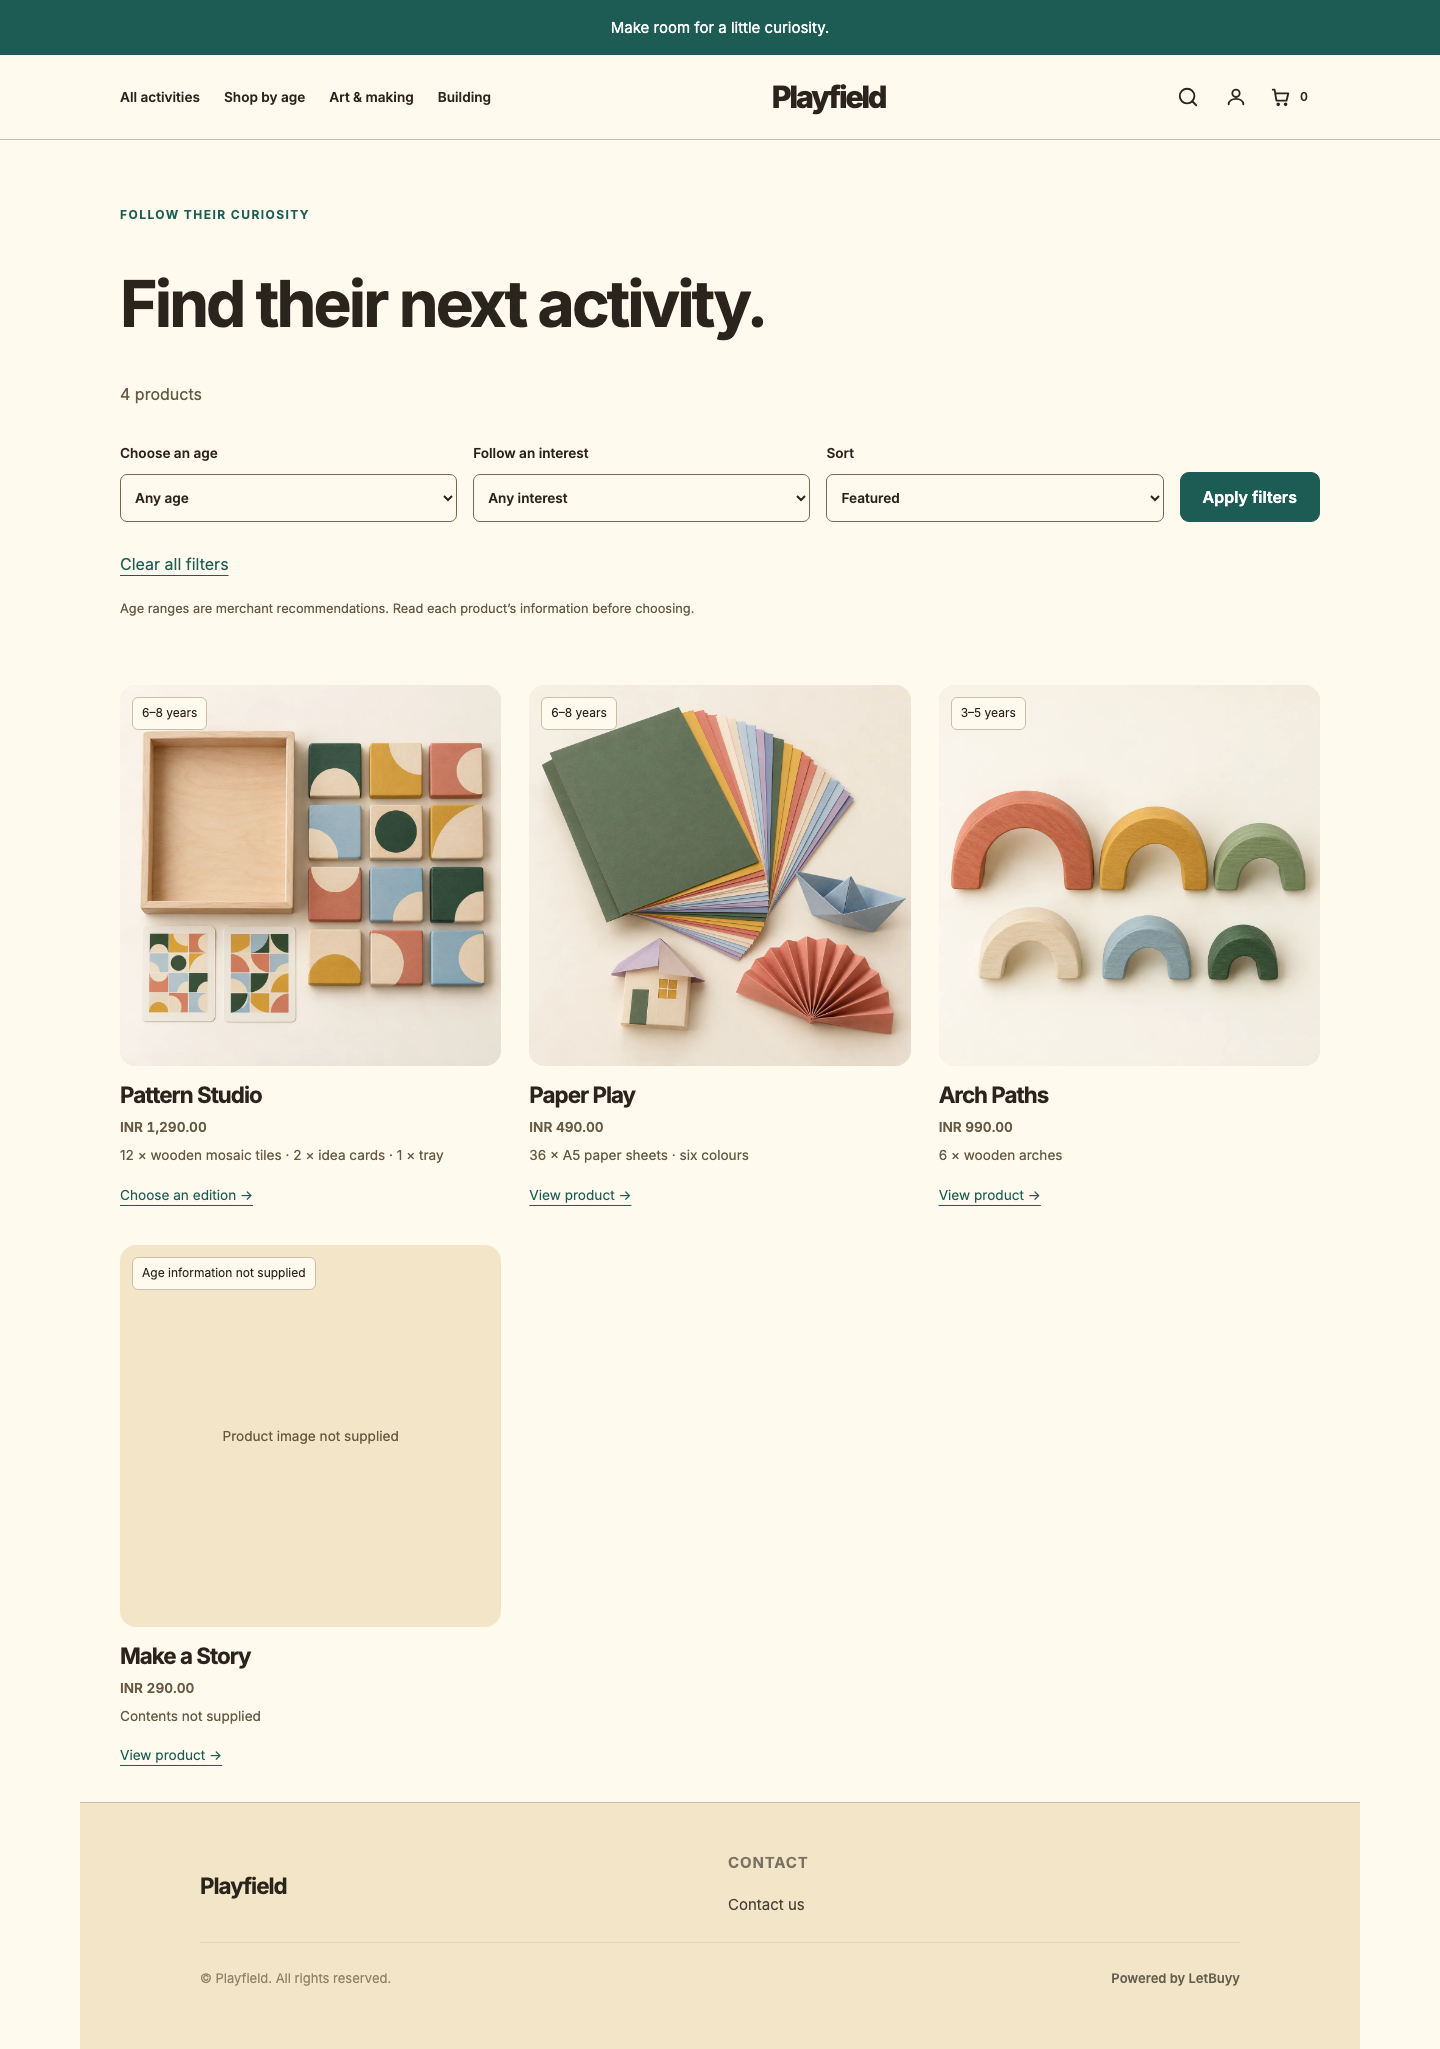 Make room for a little curiosity.
All activities
Shop by age
Art & making
Building
Playfield
0
FOLLOW THEIR CURIOSITY
Find their next activity.
4 products
Choose an age
Any age
Follow an interest
Any interest
Sort
Featured
Apply filters
Clear all filters
Age ranges are merchant recommendations. Read each product’s information before choosing.
6–8 years
Pattern Studio
INR 1,290.00
12 × wooden mosaic tiles · 2 × idea cards · 1 × tray
Choose an edition →
6–8 years
Paper Play
INR 490.00
36 × A5 paper sheets · six colours
View product →
3–5 years
Arch Paths
INR 990.00
6 × wooden arches
View product →
Age information not supplied
Product image not supplied
Make a Story
INR 290.00
Contents not supplied
View product →
Playfield
CONTACT
Contact us
© Playfield. All rights reserved.
Powered by LetBuyy